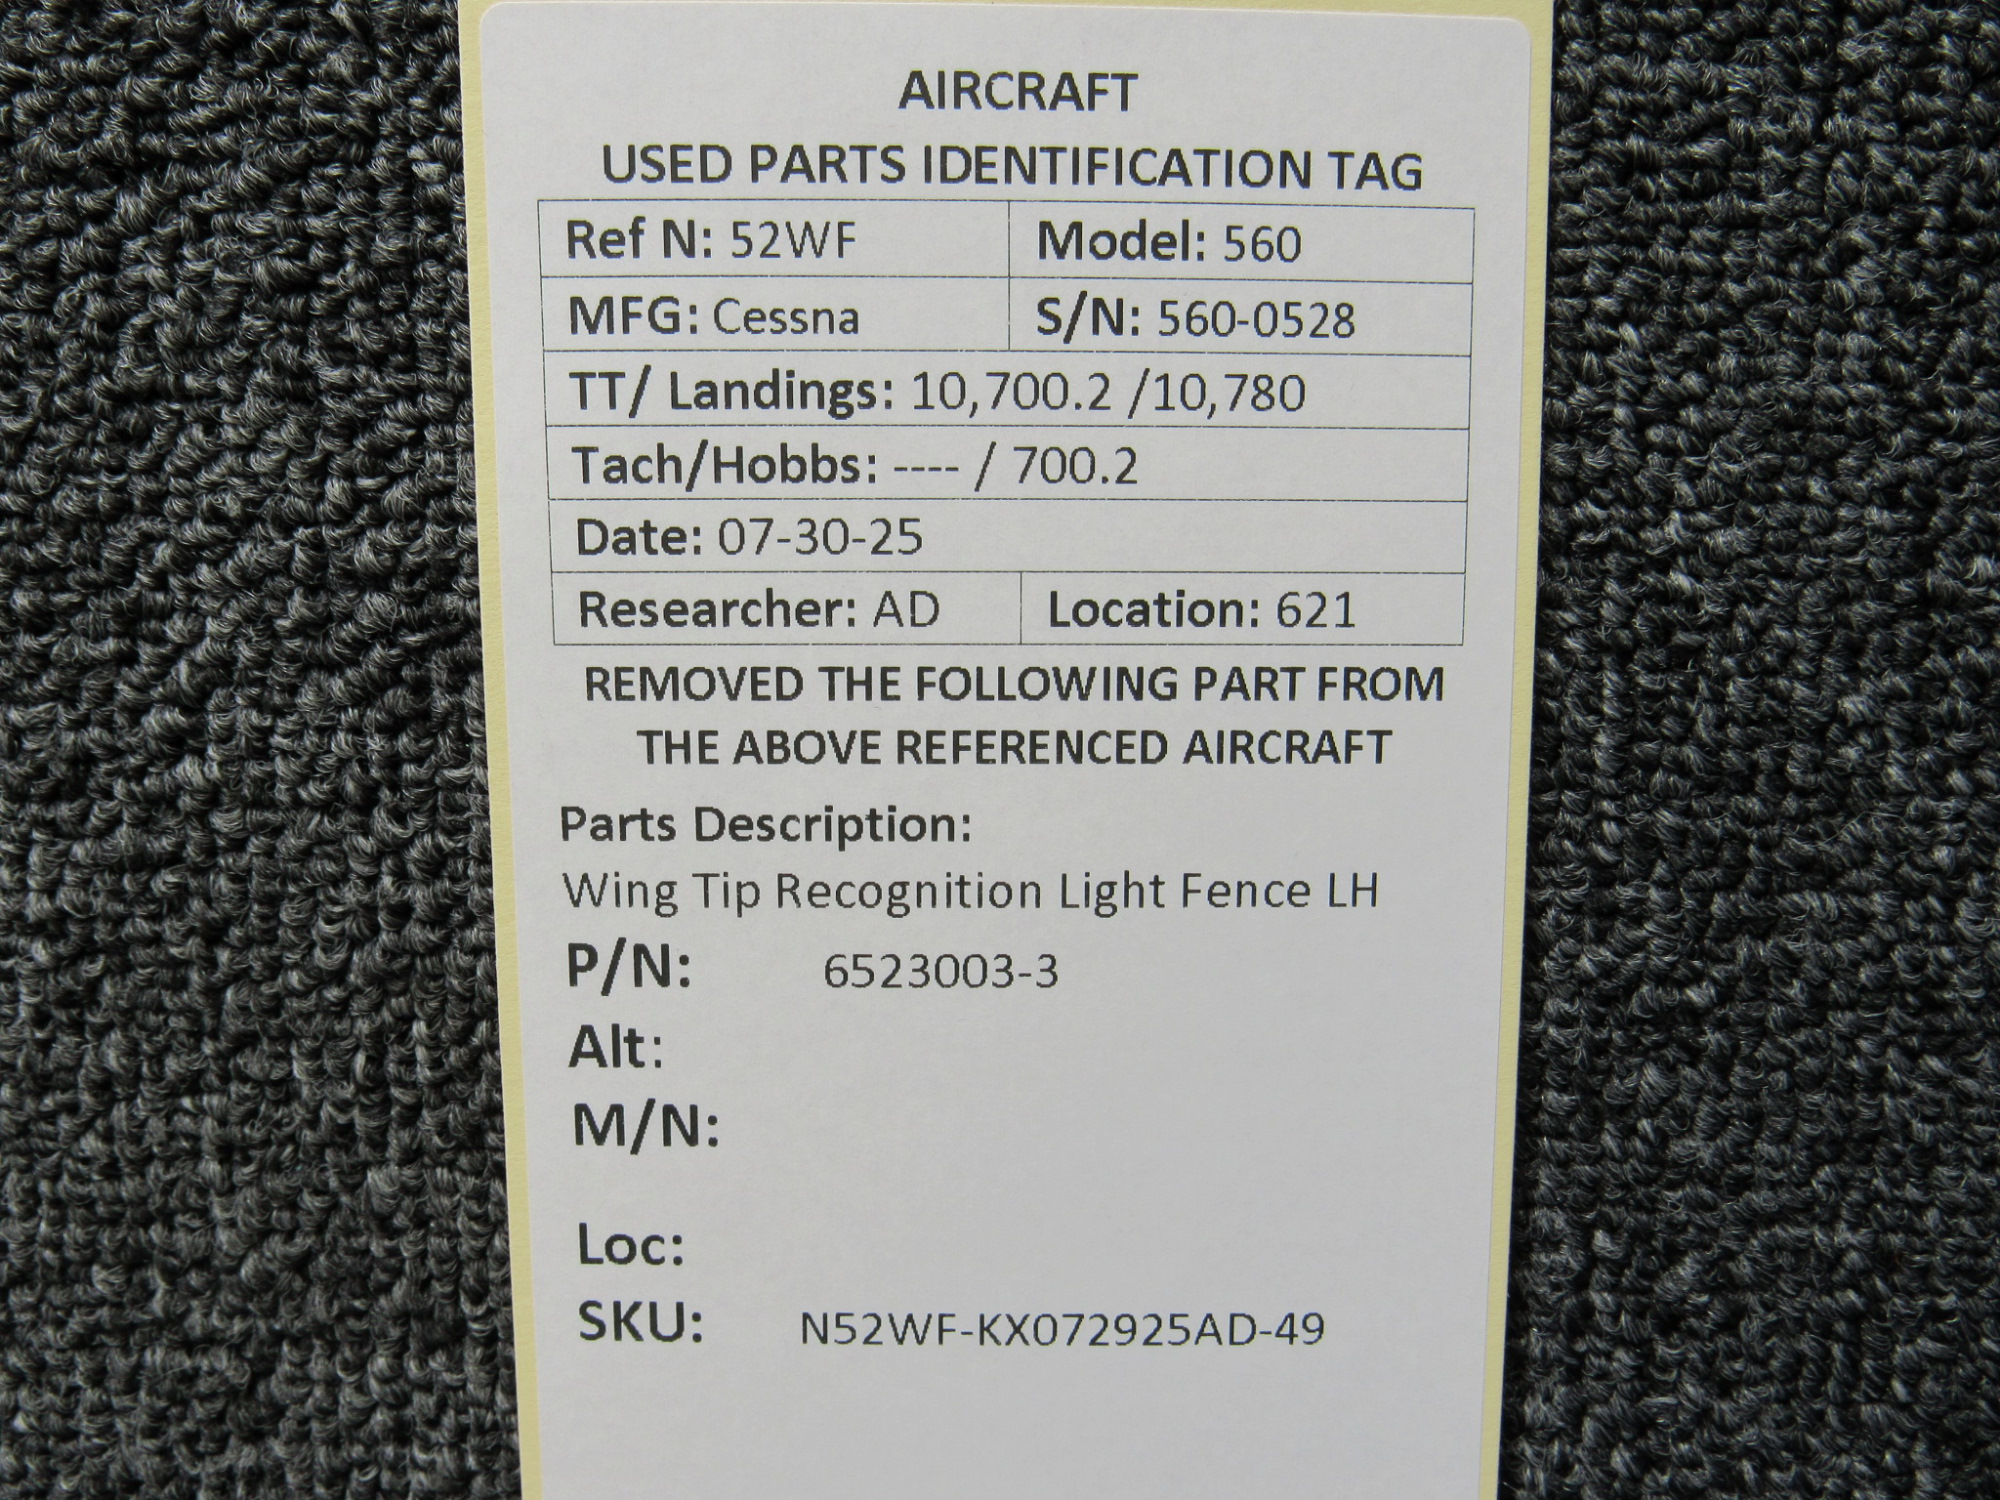 AIRCRAFT
USED PARTS IDENTIFICATION TAG
Ref N: 52WF Model: 560
MFG: Cessna S/N: 560-0528
TT/ Landings: 10,700.2 /10,780
Tach/Hobbs: ---- / 700.2
Date: 07-30-25
Researcher: AD Location: 621
REMOVED THE FOLLOWING PART FROM
THE ABOVE REFERENCED AIRCRAFT
Parts Description:
Wing Tip Recognition Light Fence LH
P/N: 6523003-3
Alt:
M/N:
Loc:
SKU: N52WF-KX072925AD-49